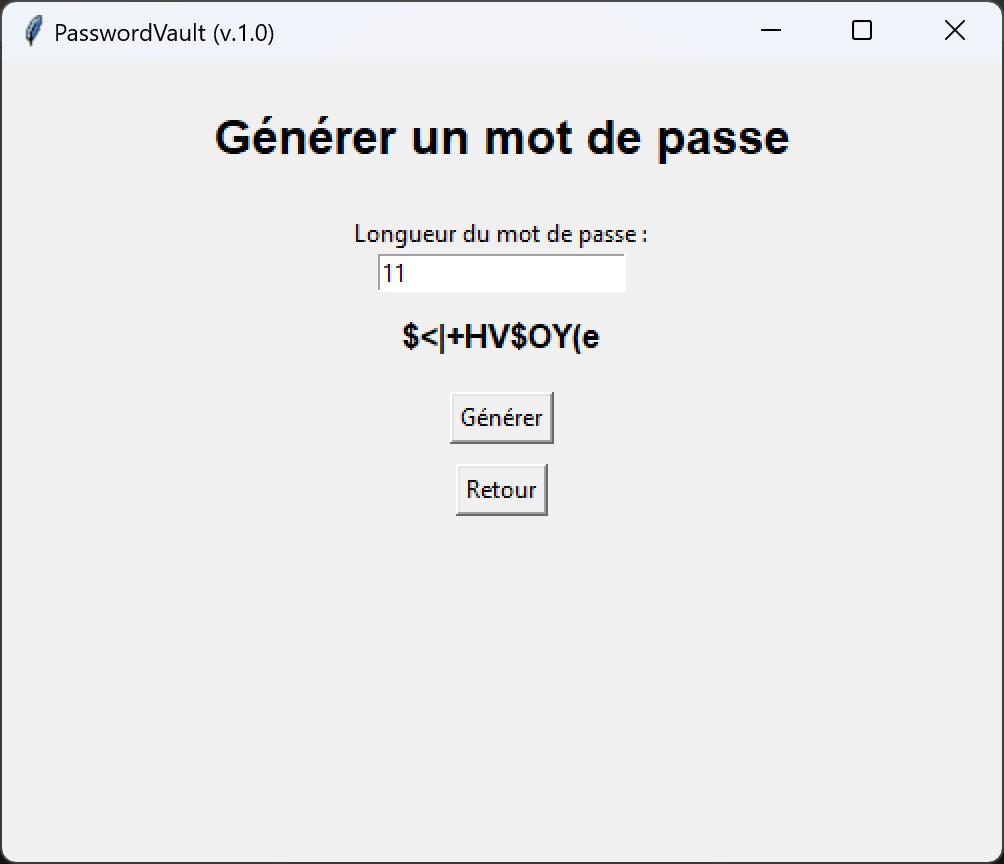 PasswordVault (v.1.0)
Générer un mot de passe
Longueur du mot de passe :
11
$<|+HV$OY(e
Générer
Retour